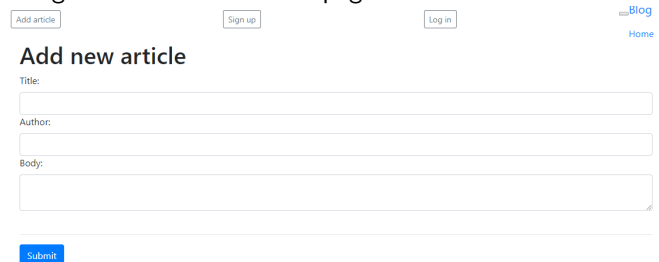 Add article Sign up Log in Blog
Home
Add new article
Title:
Author:
Body:
Submit